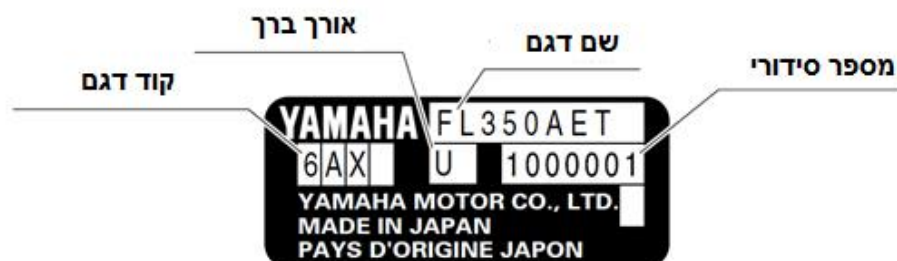 אורך ברך
שם דגם
מספר סידורי
קוד דגם
YAMAHA FL350AET
6AX U 1000001
YAMAHA MOTOR CO., LTD.
MADE IN JAPAN
PAYS D'ORIGINE JAPON